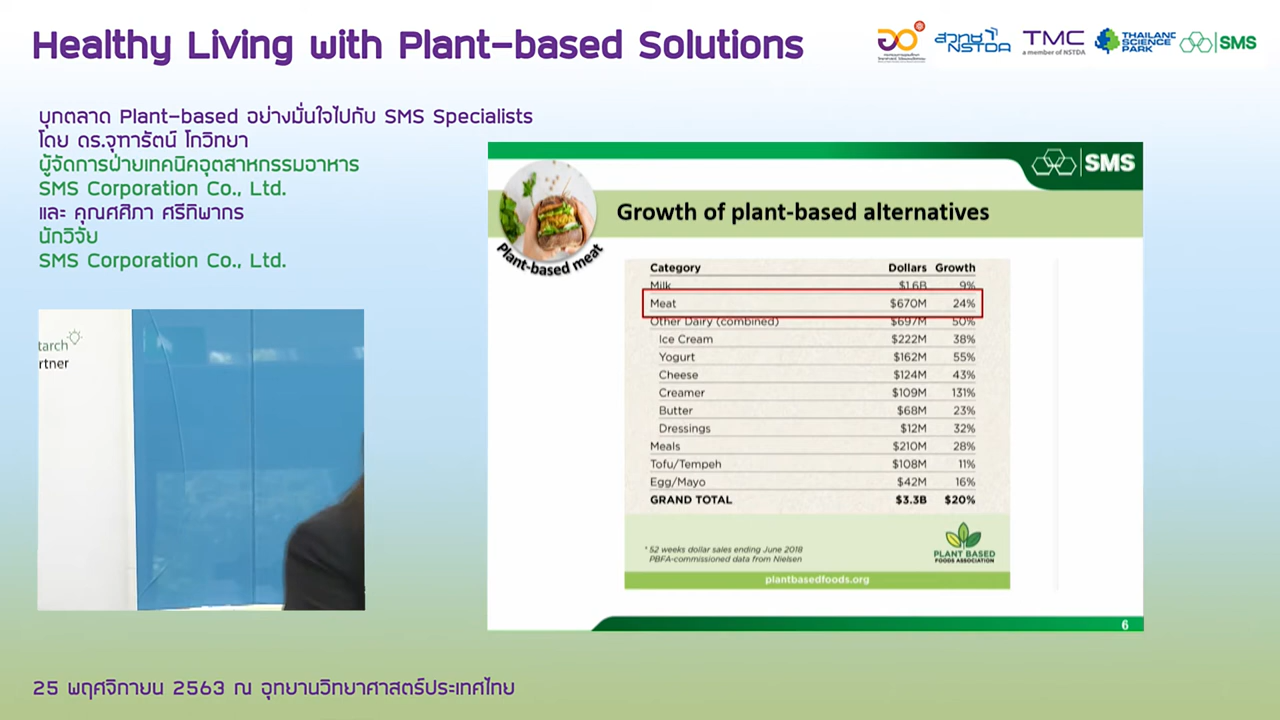 Healthy Living with Plant-based Solutions
สวทช
NSTDA
TMC
a member of NSTDA
THAILAND
SCIENCE
PARK
SMS
บุกตลาด Plant-based อย่างมั่นใจไปกับ SMS Specialists
โดย ดร.จุฑารัตน์ โกวิทยา
ผู้จัดการฝ่ายเทคนิคอุตสาหกรรมอาหาร
SMS Corporation Co., Ltd.
และ คุณศศิภา ศรีทิพากร
นักวิจัย
SMS Corporation Co., Ltd.
tarch
rtner
SMS
Plant-based meat
Growth of plant-based alternatives
Category Dollars Growth
Milk $1.6B 9%
Meat $670M 24%
Other Dairy (combined) $697M 50%
Ice Cream $222M 38%
Yogurt $162M 55%
Cheese $124M 43%
Creamer $109M 131%
Butter $68M 23%
Dressings $12M 32%
Meals $210M 28%
Tofu/Tempeh $108M 11%
Egg/Mayo $42M 16%
GRAND TOTAL $3.3B $20%
* 52 weeks dollar sales ending June 2018
PBFA-commissioned data from Nielsen
PLANT BASED
FOODS ASSOCIATION
plantbasedfoods.org
6
25 พฤศจิกายน 2563 ณ อุทยานวิทยาศาสตร์ประเทศไทย